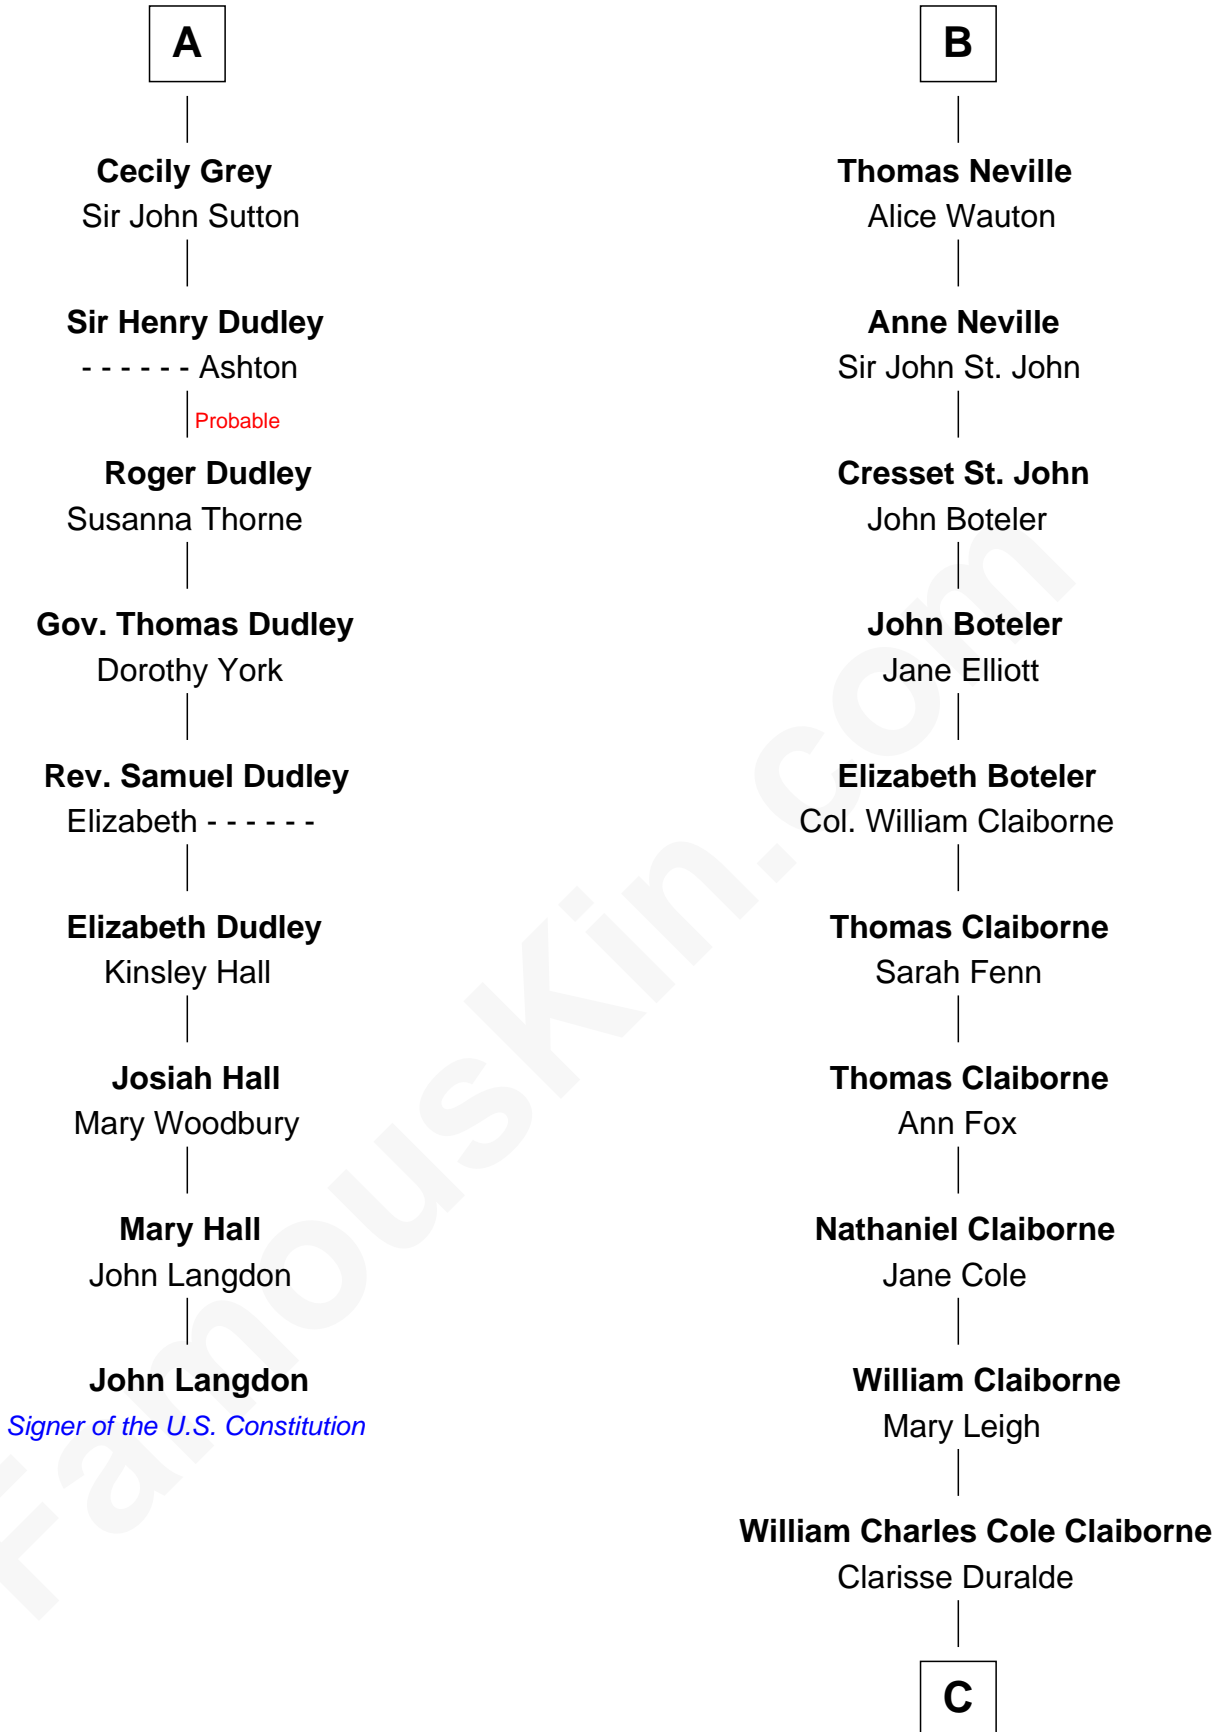 A
Cecily Grey
Sir John Sutton
Sir Henry Dudley
- - - - - - Ashton
Probable
Roger Dudley
Susanna Thorne
Gov. Thomas Dudley
Dorothy York
Rev. Samuel Dudley
Elizabeth - - - - - -
Elizabeth Dudley
Kinsley Hall
Josiah Hall
Mary Woodbury
Mary Hall
John Langdon
John Langdon
Signer of the U.S. Constitution
B
Thomas Neville
Alice Wauton
Anne Neville
Sir John St. John
Cresset St. John
John Boteler
John Boteler
Jane Elliott
Elizabeth Boteler
Col. William Claiborne
Thomas Claiborne
Sarah Fenn
Thomas Claiborne
Ann Fox
Nathaniel Claiborne
Jane Cole
William Claiborne
Mary Leigh
William Charles Cole Claiborne
Clarisse Duralde
C
FamousKin.com